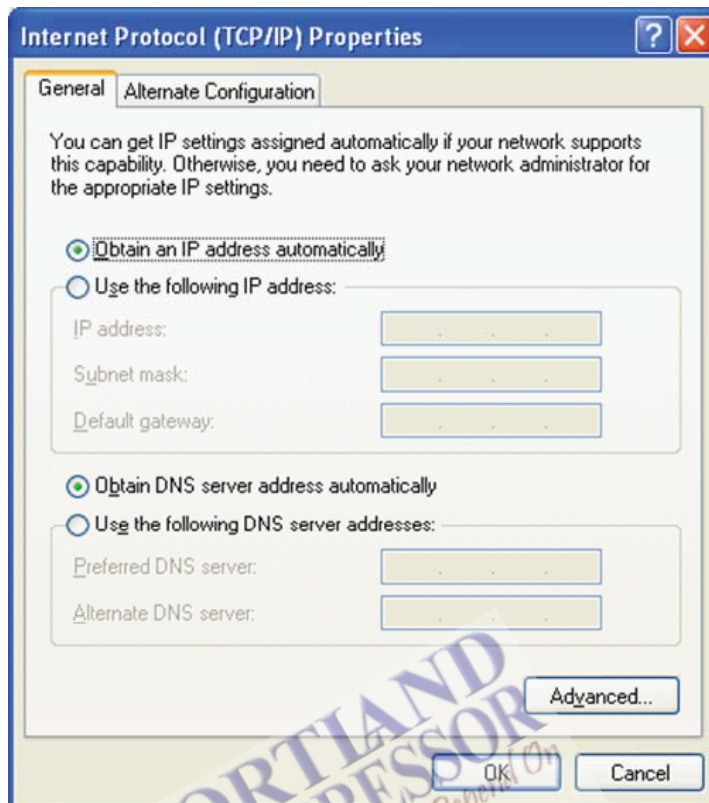 Internet Protocol (TCP/IP) Properties
General
Alternate Configuration
You can get IP settings assigned automatically if your network supports
this capability. Otherwise, you need to ask your network administrator for
the appropriate IP settings.
Obtain an IP address automatically
Use the following IP address:
IP address:
Subnet mask:
Default gateway:
Obtain DNS server address automatically
Use the following DNS server addresses:
Preferred DNS server:
Alternate DNS server:
Advanced...
OK
Cancel